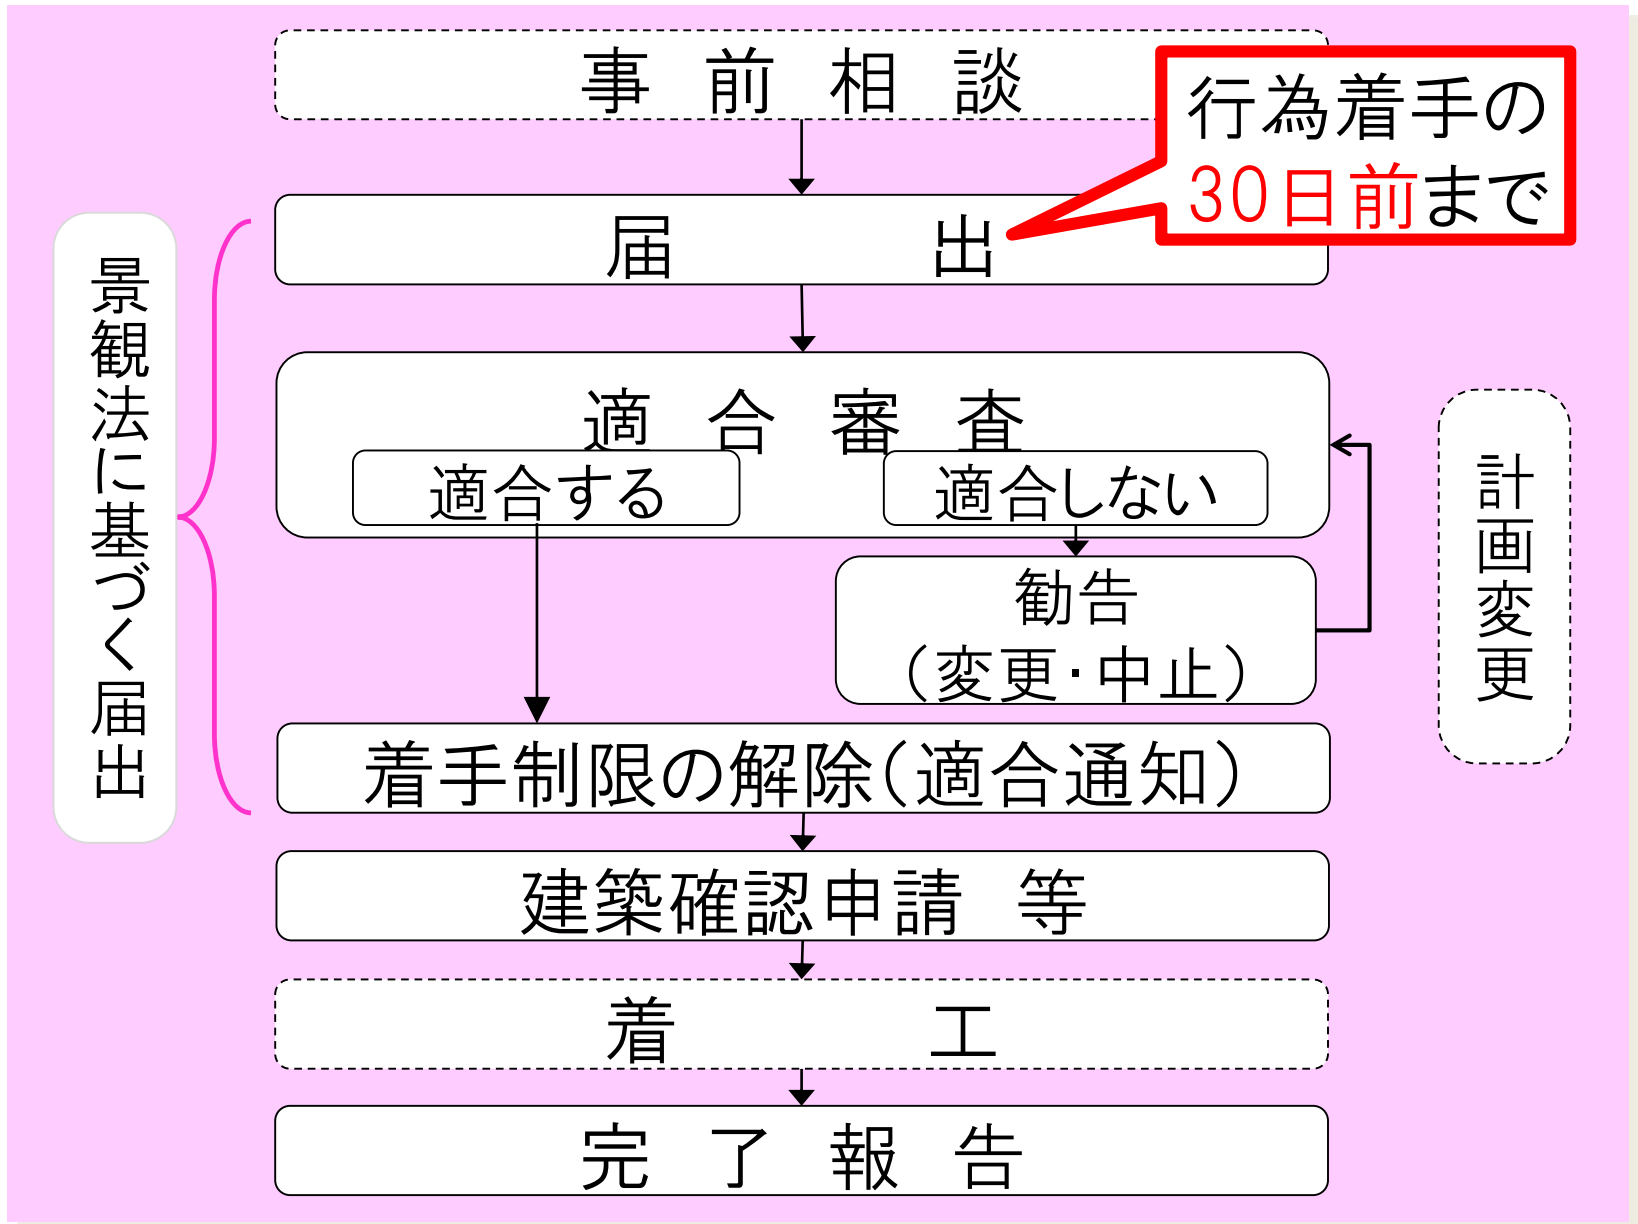 事前相談
行為着手の
30日前まで
届出
景観法に基づく届出
適合審査
適合する
適合しない
勧告
（変更・中止）
計画変更
着手制限の解除（適合通知）
建築確認申請 等
着工
完了報告